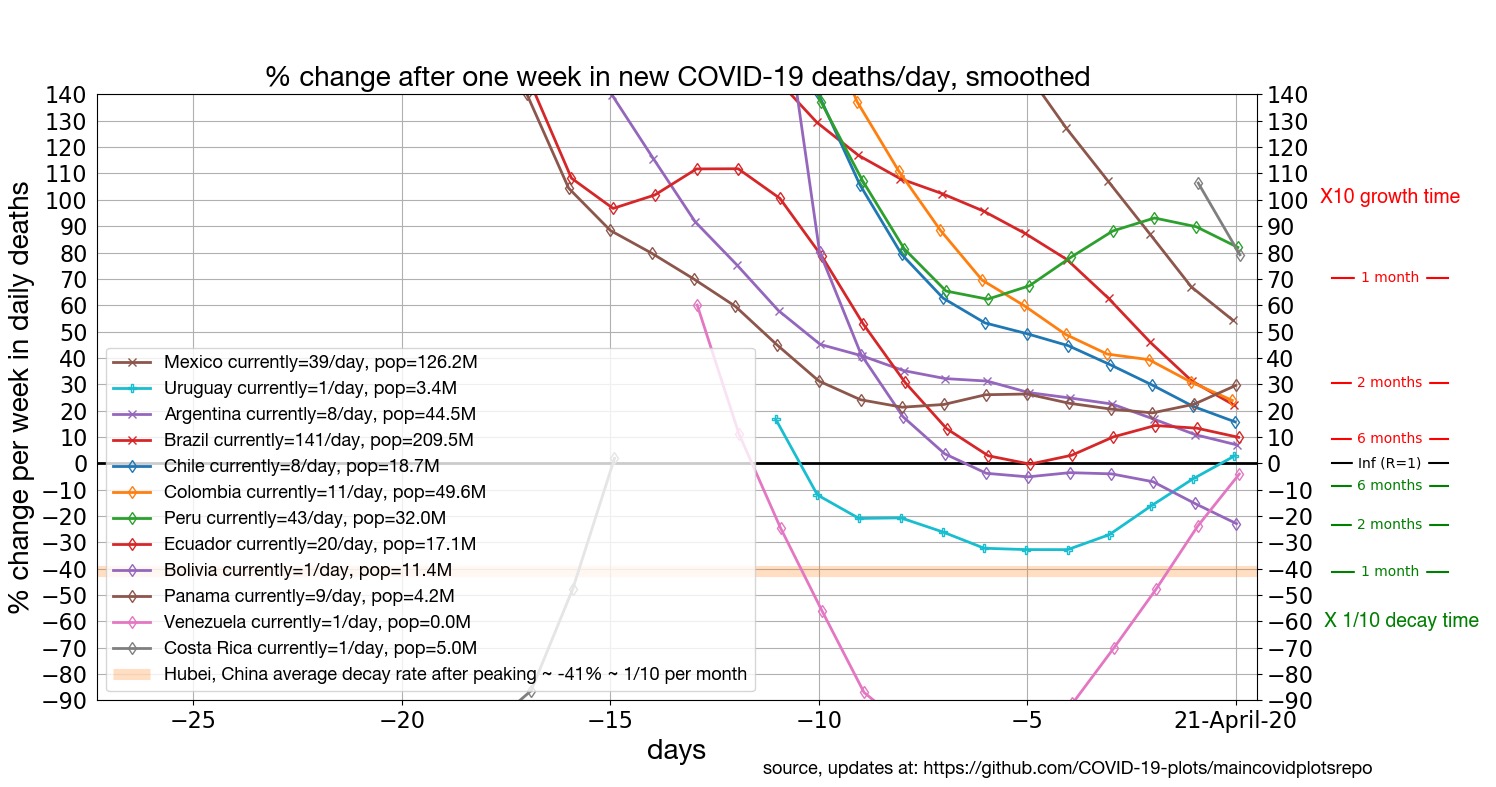 % change after one week in new COVID-19 deaths/day, smoothed
140
130
120
110
100
90
80
70
60
50
40
30
20
10
0
−10
−20
−30
−40
−50
−60
−70
−80
−90
% change per week in daily deaths
Mexico currently=39/day, pop=126.2M
Uruguay currently=1/day, pop=3.4M
Argentina currently=8/day, pop=44.5M
Brazil currently=141/day, pop=209.5M
Chile currently=8/day, pop=18.7M
Colombia currently=11/day, pop=49.6M
Peru currently=43/day, pop=32.0M
Ecuador currently=20/day, pop=17.1M
Bolivia currently=1/day, pop=11.4M
Panama currently=9/day, pop=4.2M
Venezuela currently=1/day, pop=0.0M
Costa Rica currently=1/day, pop=5.0M
Hubei, China average decay rate after peaking ~ -41% ~ 1/10 per month
140
130
120
110
100
90
80
70
60
50
40
30
20
10
0
−10
−20
−30
−40
−50
−60
−70
−80
−90
X10 growth time
1 month
2 months
6 months
Inf (R=1)
6 months
2 months
1 month
X 1/10 decay time
−25 −20 −15 −10 −5 21-April-20
days
source, updates at: https://github.com/COVID-19-plots/maincovidplotsrepo